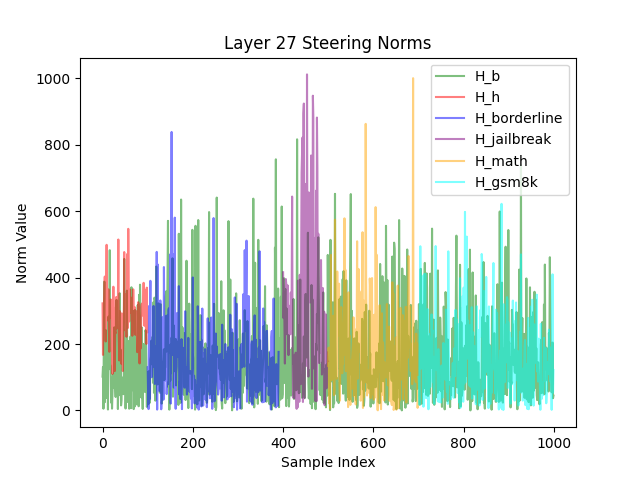 Layer 27 Steering Norms
Norm Value
1000
800
600
400
200
0
H_b
H_h
H_borderline
H_jailbreak
H_math
H_gsm8k
0 200 400 600 800 1000
Sample Index